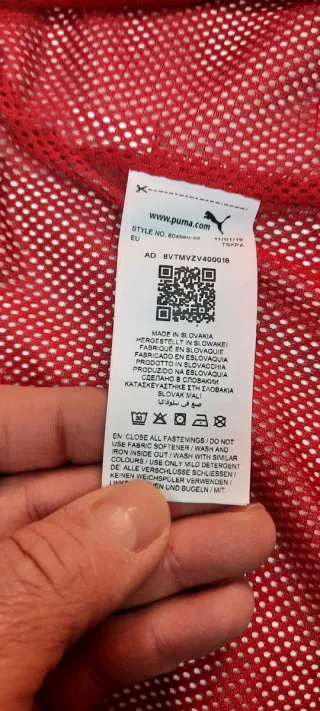 www.puma.com
STYLE NO. 604980-22 11/01/19
EU TSKPA
AD 8VTMVZV40001B
MADE IN SLOVAKIA
HERGESTELLT IN SLOWAKEI
FABRIQUÉ EN SLOVAQUIE
FABRICADO EN ESLOVAQUIA
PRODOTTO IN SLOVACCHIA
PRODUZIDO NA ESLOVÁQUIA
СДЕЛАНО В СЛОВАКИИ
ΚΑΤΑΣΚΕΥΑΣΤΗΚΕ ΣΤΗ ΣΛΟΒΑΚΙΑ
SLOVAK MALI
صنع في سلوفاكيا
EN: CLOSE ALL FASTENINGS / DO NOT
USE FABRIC SOFTENER / WASH AND
IRON INSIDE OUT / WASH WITH SIMILAR
COLOURS / USE ONLY MILD DETERGENT
DE: ALLE VERSCHLÜSSE SCHLIESSEN /
KEINEN WEICHSPÜLER VERWENDEN /
UND BÜGELN / MIT